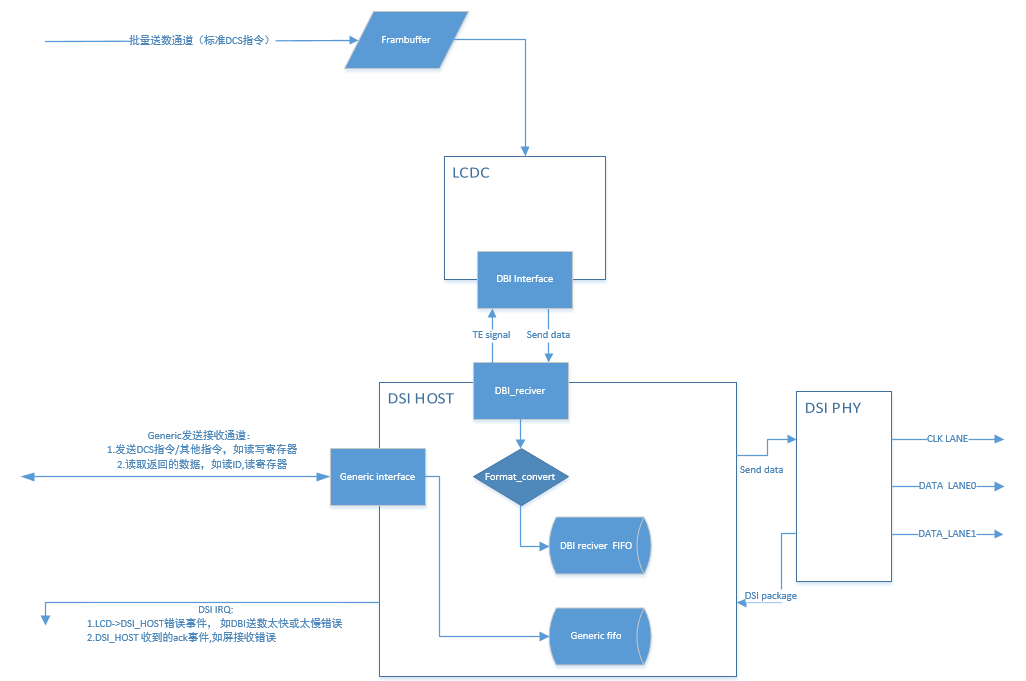 批量送数通道（标准DCS指令）
Frambuffer
LCDC
DBI Interface
TE signal
Send data
DBI_reciver
DSI HOST
DSI PHY
Generic发送接收通道：
1.发送DCS指令/其他指令，如读写寄存器
2.读取返回的数据，如读ID,读寄存器
Generic interface
Format_convert
Send data
CLK LANE
DATA LANE0
DATA_LANE1
DBI reciver FIFO
DSI package
DSI IRQ:
1.LCD->DSI_HOST错误事件， 如DBI送数太快或太慢错误
2.DSI_HOST 收到的ack事件,如屏接收错误
Generic fifo